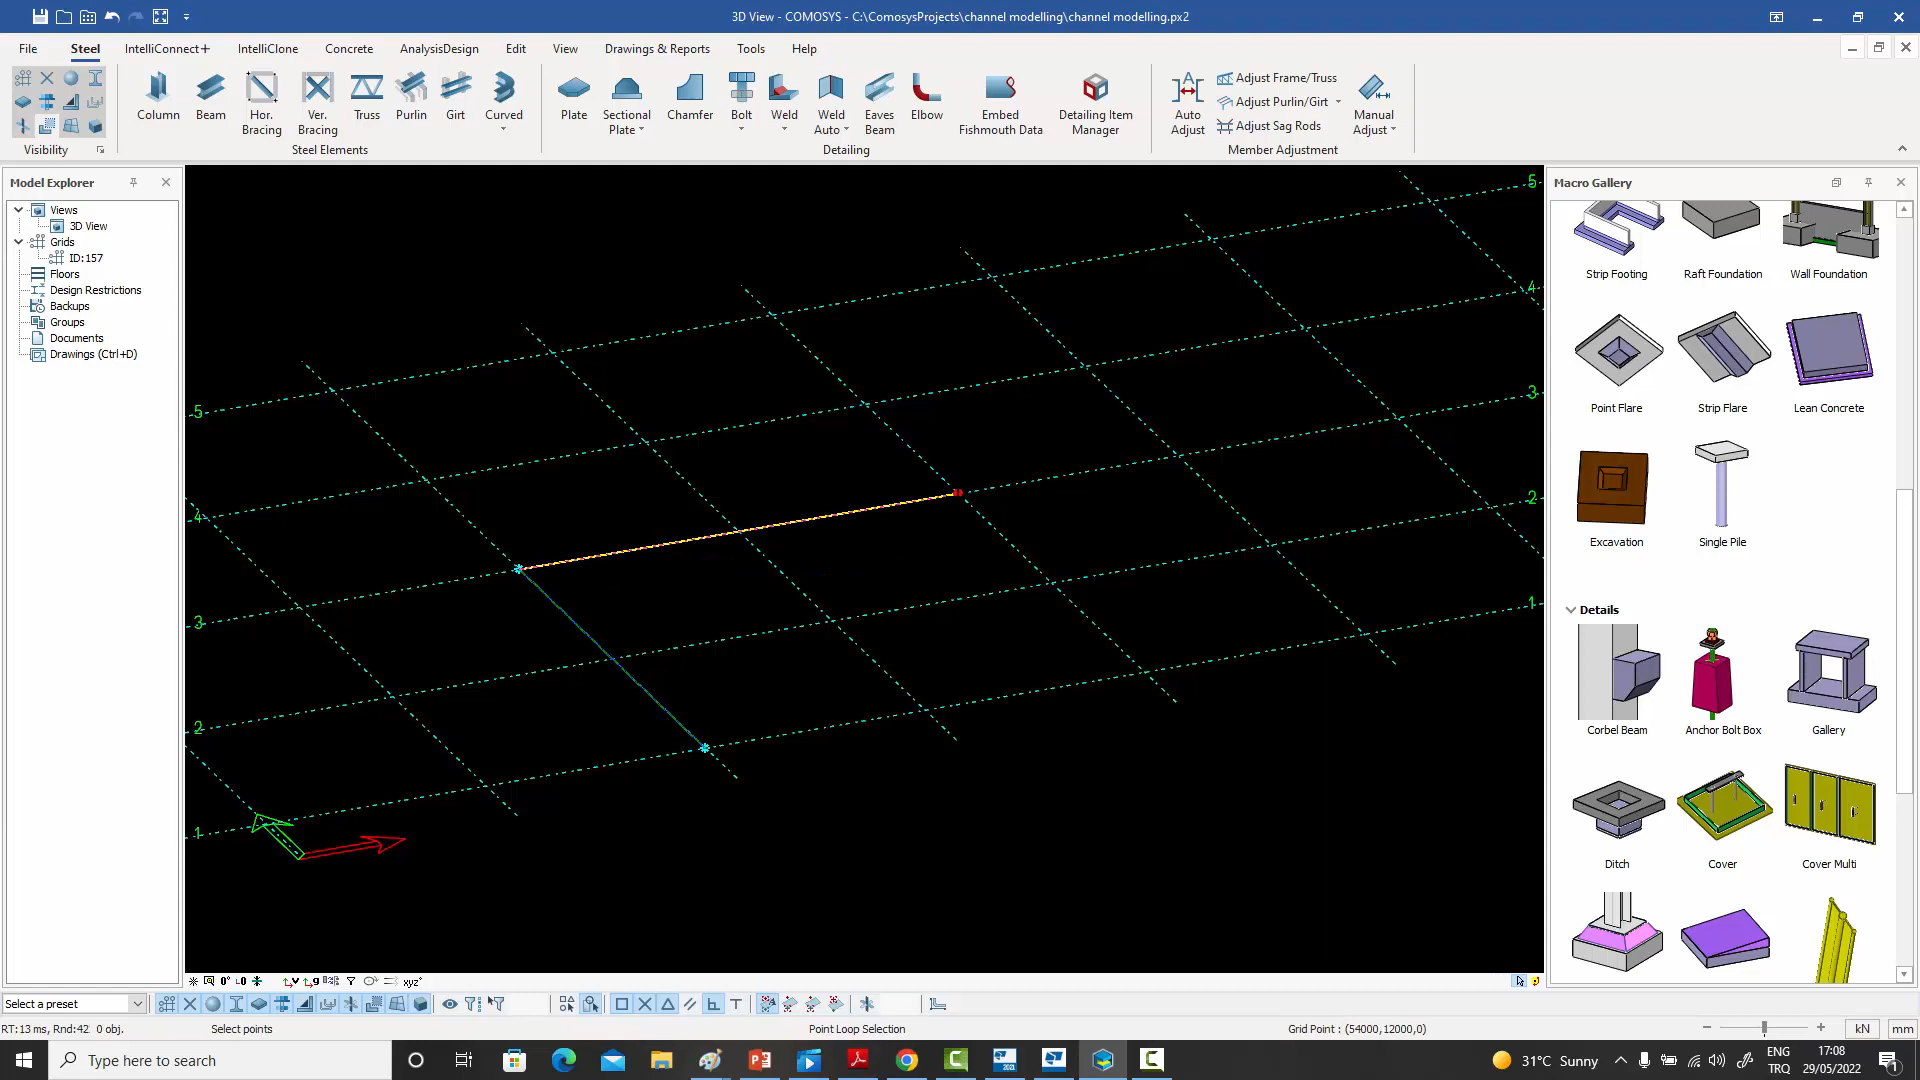 3D View - COMOSYS - C:\ComosysProjects\channel modelling\channel modelling.px2
File Steel IntelliConnect+ IntelliClone Concrete AnalysisDesign Edit View Drawings & Reports Tools Help
Column Beam Hor. Bracing Ver. Bracing Truss Purlin Girt Curved
Plate Sectional Plate Chamfer Bolt Weld Weld Auto Eaves Beam Elbow Embed Fishmouth Data Detailing Item Manager
Auto Adjust Adjust Frame/Truss Manual Adjust
Adjust Purlin/Girt
Adjust Sag Rods
Visibility Steel Elements Detailing Member Adjustment
Model Explorer
Views
3D View
Grids
ID:157
Floors
Design Restrictions
Backups
Groups
Documents
Drawings (Ctrl+D)
5
4
3
2
1
5
4
3
2
1
Macro Gallery
Strip Footing Raft Foundation Wall Foundation
Point Flare Strip Flare Lean Concrete
Excavation Single Pile
Details
Corbel Beam Anchor Bolt Box Gallery
Ditch Cover Cover Multi
xyz
Select a preset
RT:13 ms, Rnd:42 0 obj. Select points Point Loop Selection Grid Point : (54000,12000,0) kN mm
Type here to search
31°C Sunny
ENG
TRQ
17:08
29/05/2022